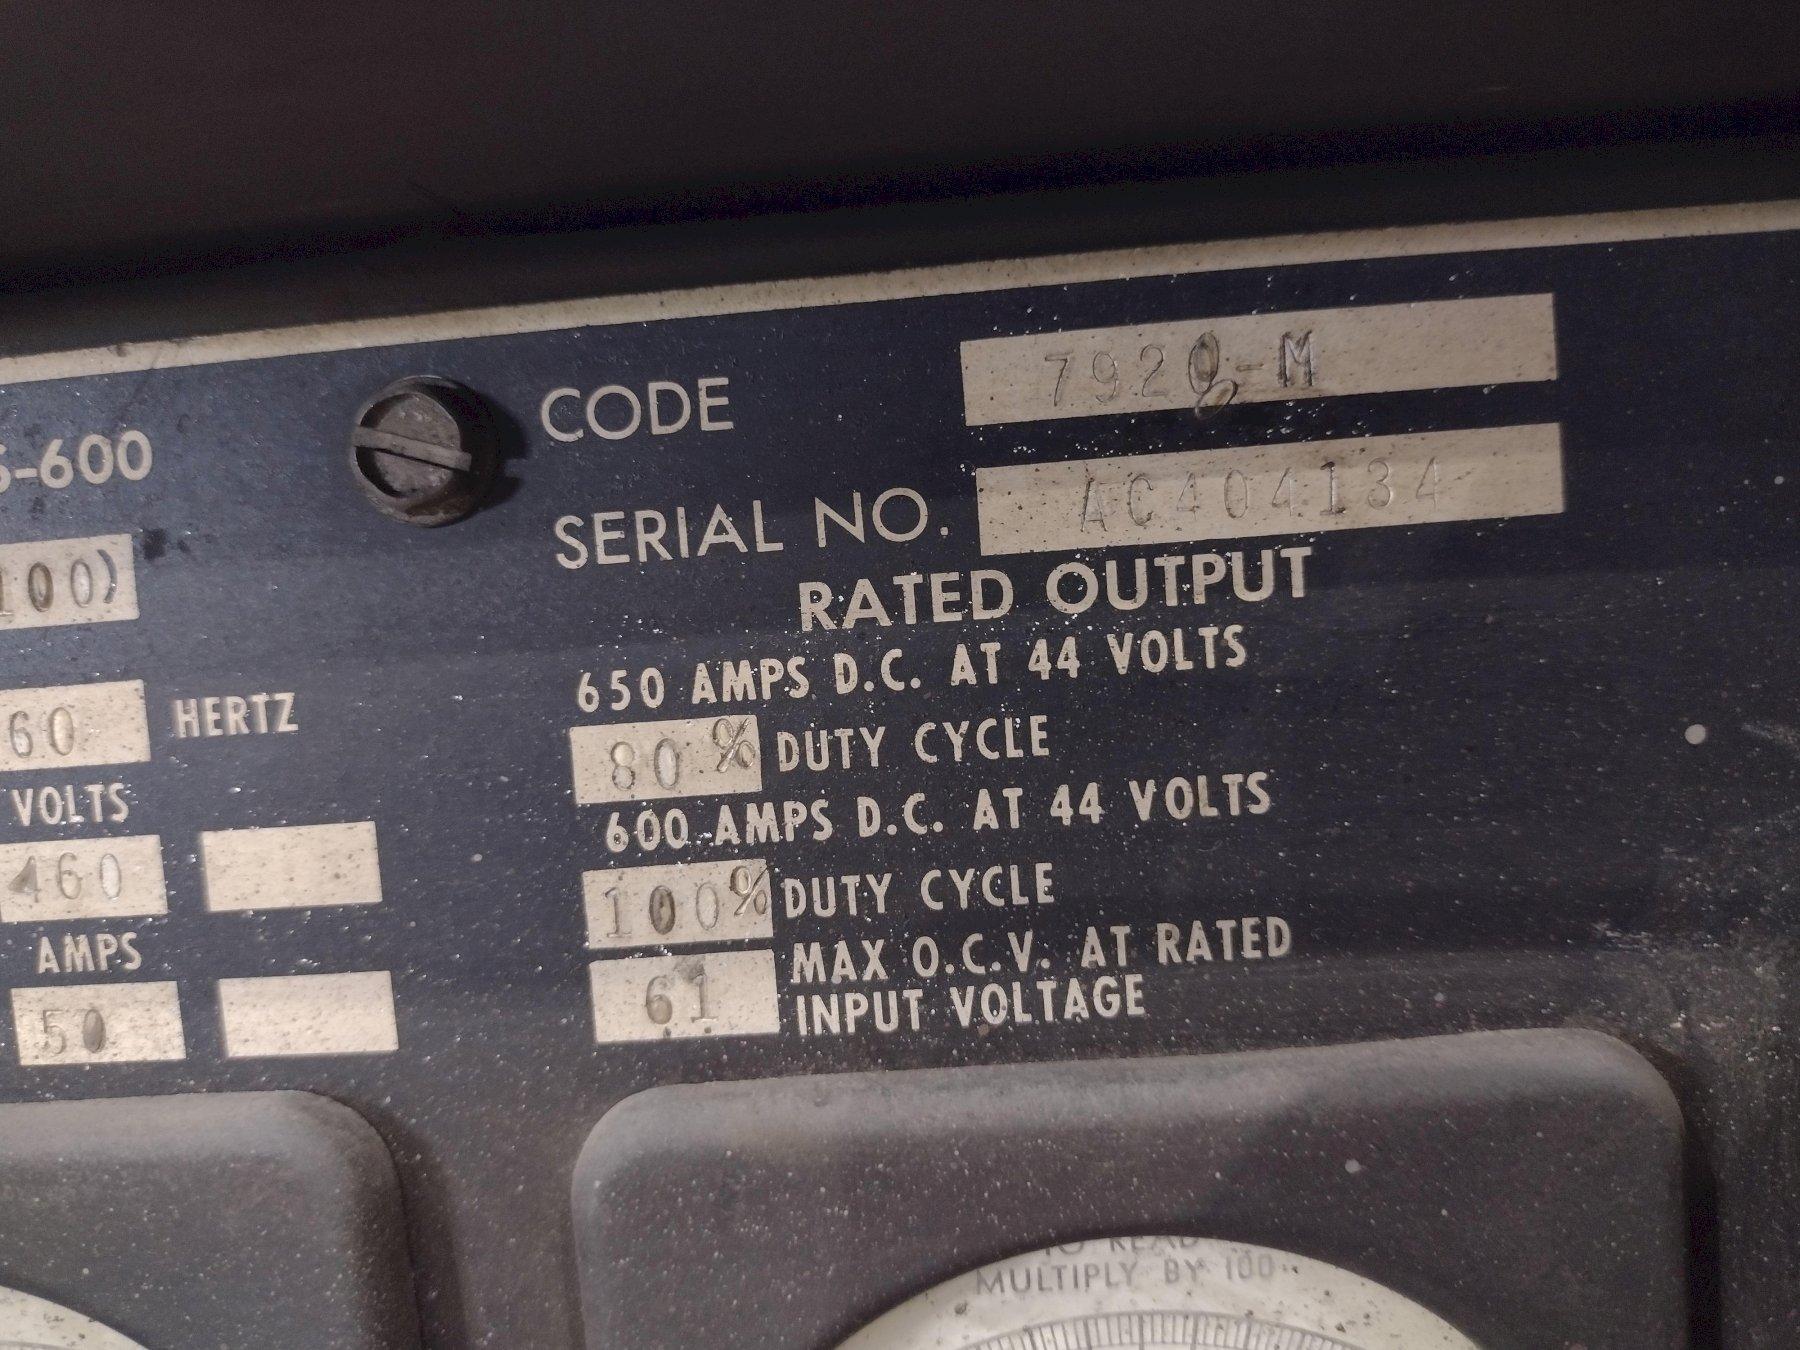 CODE 7920-M
S-600
SERIAL NO. AC404134
100)
RATED OUTPUT
650 AMPS D.C. AT 44 VOLTS
60 HERTZ
80% DUTY CYCLE
VOLTS
600 AMPS D.C. AT 44 VOLTS
460
100% DUTY CYCLE
AMPS
61 MAX O.C.V. AT RATED
INPUT VOLTAGE
50
TO READ
MULTIPLY BY 100